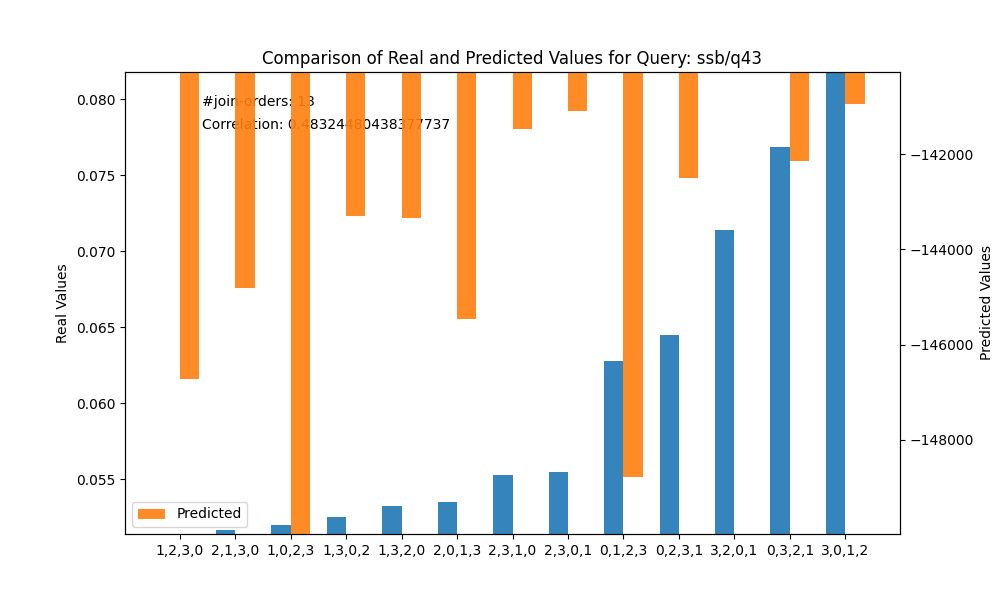 Comparison of Real and Predicted Values for Query: ssb/q43
#join-orders: 13
Correlation: 0.48324480438377737
0.080
0.075
0.070
0.065
0.060
0.055
Real Values
−142000
−144000
−146000
−148000
Predicted Values
Predicted
1,2,3,0 2,1,3,0 1,0,2,3 1,3,0,2 1,3,2,0 2,0,1,3 2,3,1,0 2,3,0,1 0,1,2,3 0,2,3,1 3,2,0,1 0,3,2,1 3,0,1,2